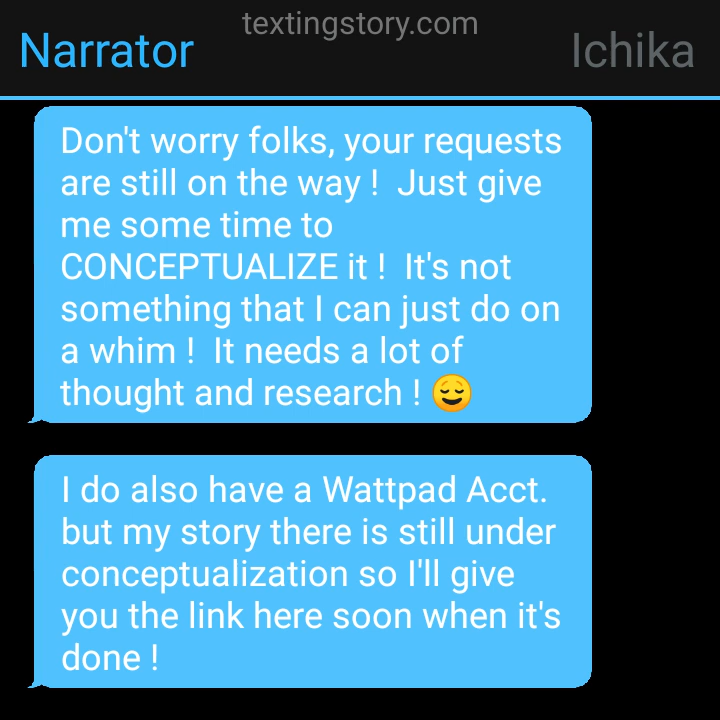 textingstory.com
Narrator
Ichika
Don't worry folks, your requests
are still on the way !  Just give
me some time to
CONCEPTUALIZE it !  It's not
something that I can just do on
a whim !  It needs a lot of
thought and research ! 😌
I do also have a Wattpad Acct.
but my story there is still under
conceptualization so I'll give
you the link here soon when it's
done !